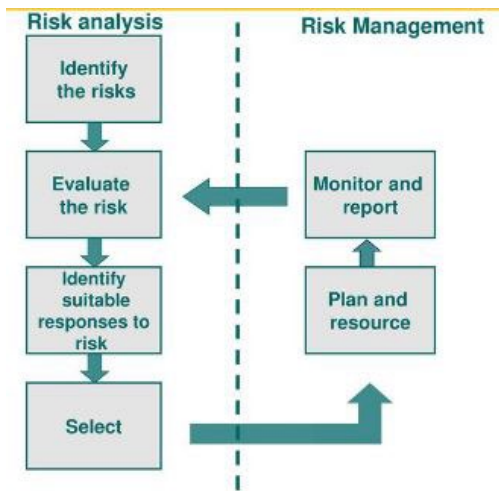 Risk analysis
Risk Management
Identify
the risks
Evaluate
the risk
Identify
suitable
responses to
risk
Select
Monitor and
report
Plan and
resource